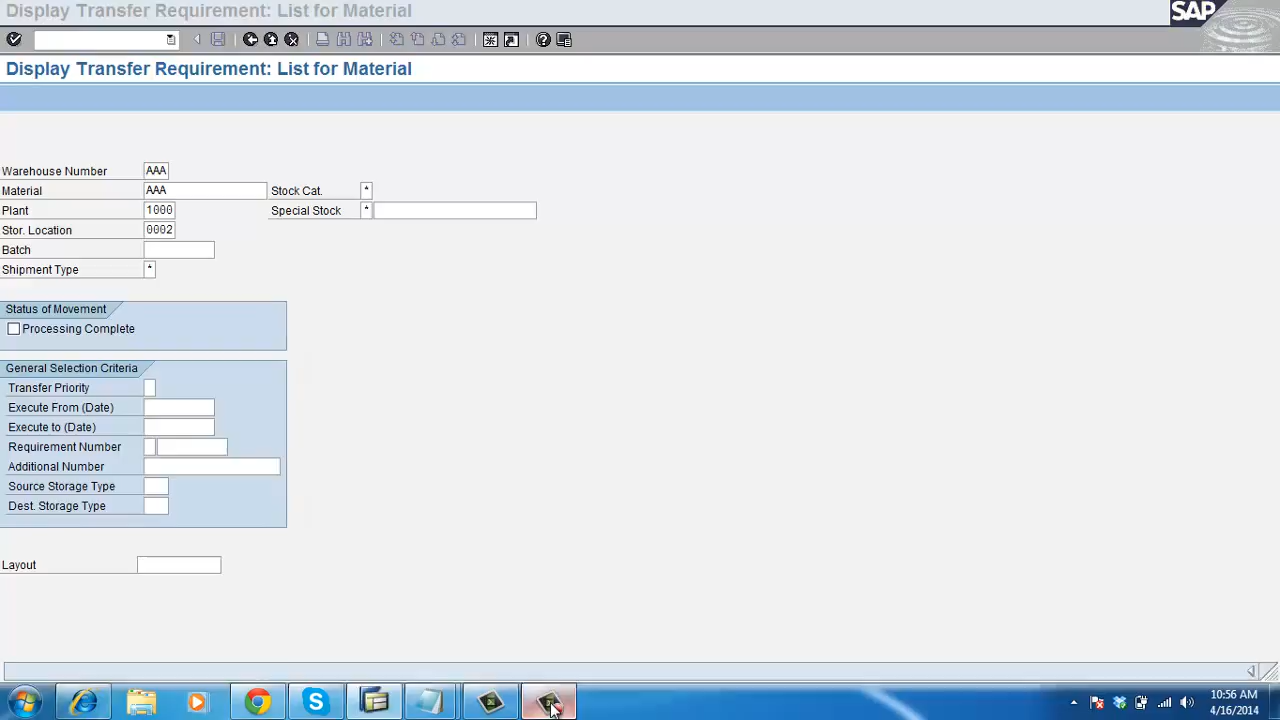 Display Transfer Requirement: List for Material
SAP
Display Transfer Requirement: List for Material
Warehouse Number AAA
Material AAA Stock Cat. *
Plant 1000 Special Stock *
Stor. Location 0002
Batch
Shipment Type *
Status of Movement
Processing Complete
General Selection Criteria
Transfer Priority
Execute From (Date)
Execute to (Date)
Requirement Number
Additional Number
Source Storage Type
Dest. Storage Type
Layout
10:56 AM
4/16/2014